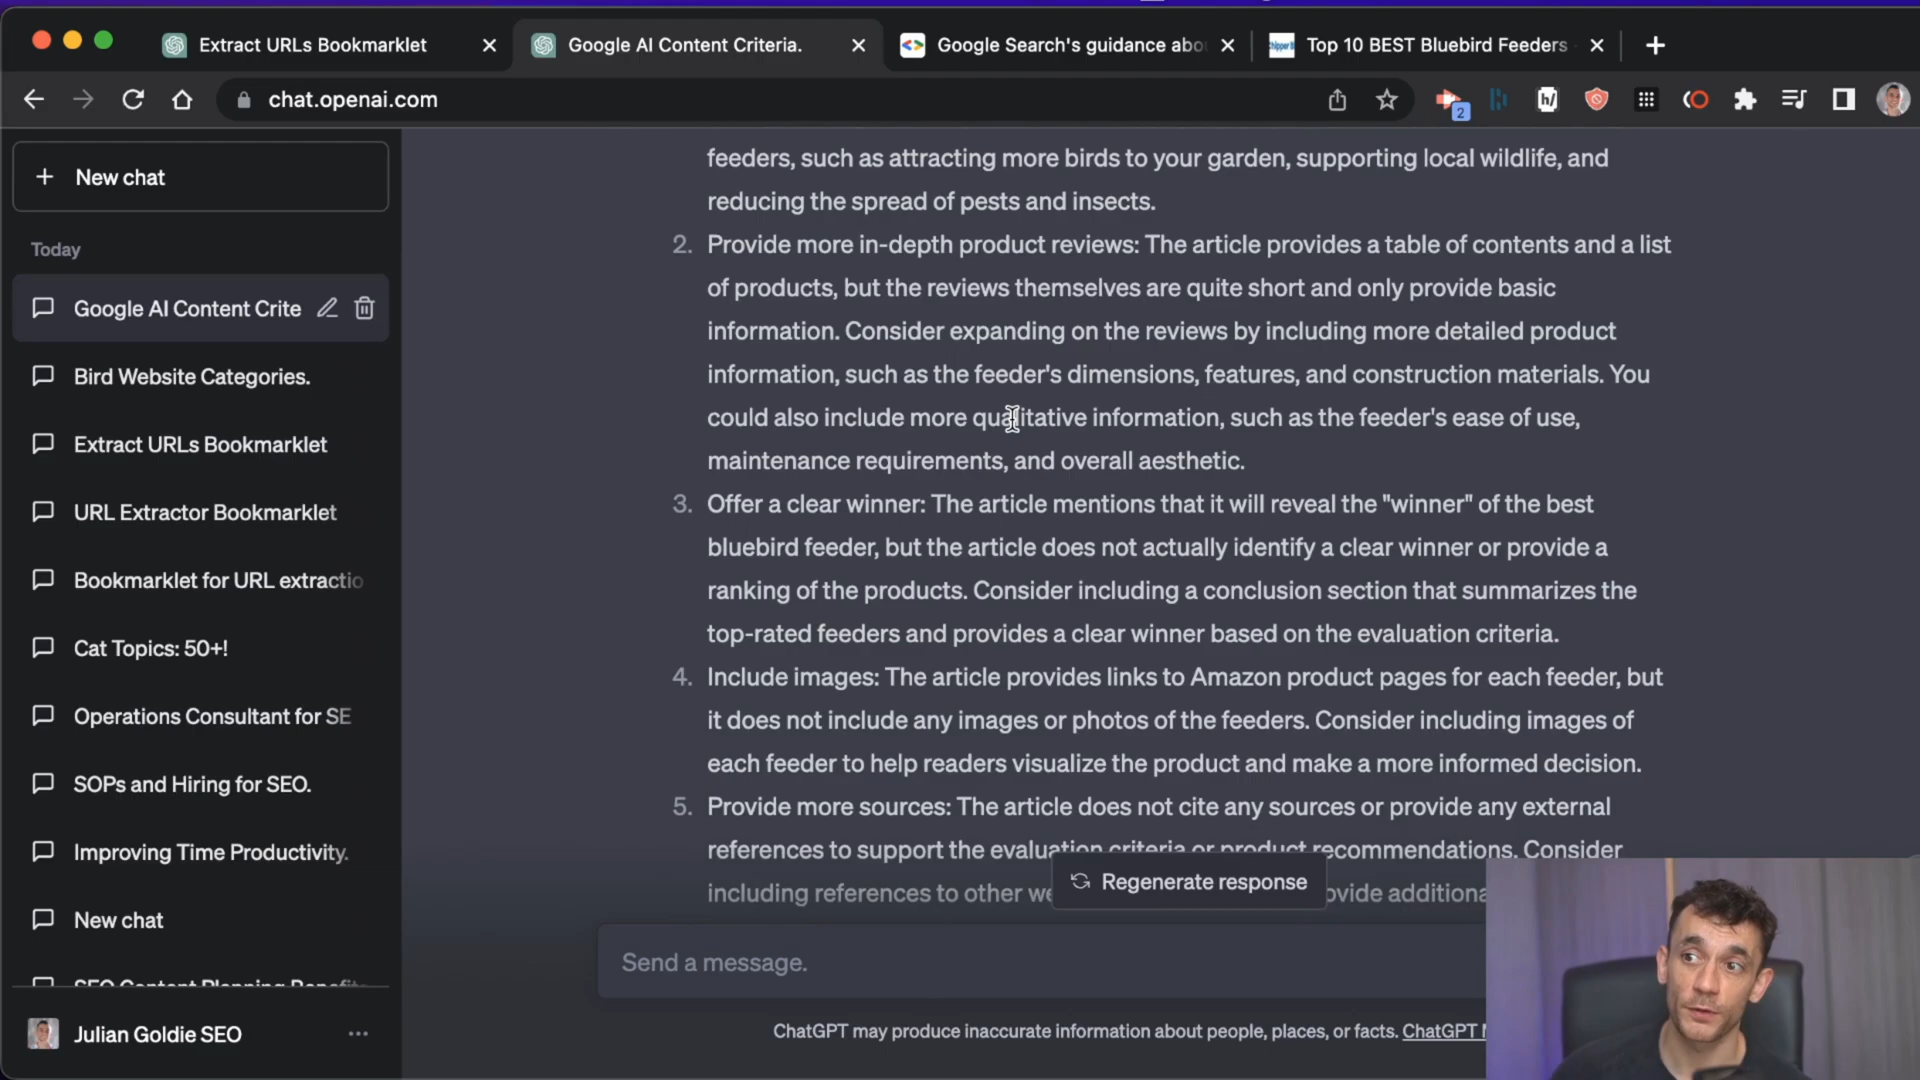 Extract URLs Bookmarklet
Google AI Content Criteria.
Google Search's guidance abo
Top 10 BEST Bluebird Feeders
chat.openai.com
h/
2
New chat
Today
Google AI Content Crite
Bird Website Categories.
Extract URLs Bookmarklet
URL Extractor Bookmarklet
Bookmarklet for URL extractio
Cat Topics: 50+!
Operations Consultant for SE
SOPs and Hiring for SEO.
Improving Time Productivity.
New chat
SEO Content Planning Benefits
Julian Goldie SEO
feeders, such as attracting more birds to your garden, supporting local wildlife, and
reducing the spread of pests and insects.
2. Provide more in-depth product reviews: The article provides a table of contents and a list
of products, but the reviews themselves are quite short and only provide basic
information. Consider expanding on the reviews by including more detailed product
information, such as the feeder's dimensions, features, and construction materials. You
could also include more qualitative information, such as the feeder's ease of use,
maintenance requirements, and overall aesthetic.
3. Offer a clear winner: The article mentions that it will reveal the "winner" of the best
bluebird feeder, but the article does not actually identify a clear winner or provide a
ranking of the products. Consider including a conclusion section that summarizes the
top-rated feeders and provides a clear winner based on the evaluation criteria.
4. Include images: The article provides links to Amazon product pages for each feeder, but
it does not include any images or photos of the feeders. Consider including images of
each feeder to help readers visualize the product and make a more informed decision.
5. Provide more sources: The article does not cite any sources or provide any external
references to support the evaluation criteria or product recommendations. Consider
including references to other we ovide additiona
Regenerate response
Send a message.
ChatGPT may produce inaccurate information about people, places, or facts. ChatGPT M